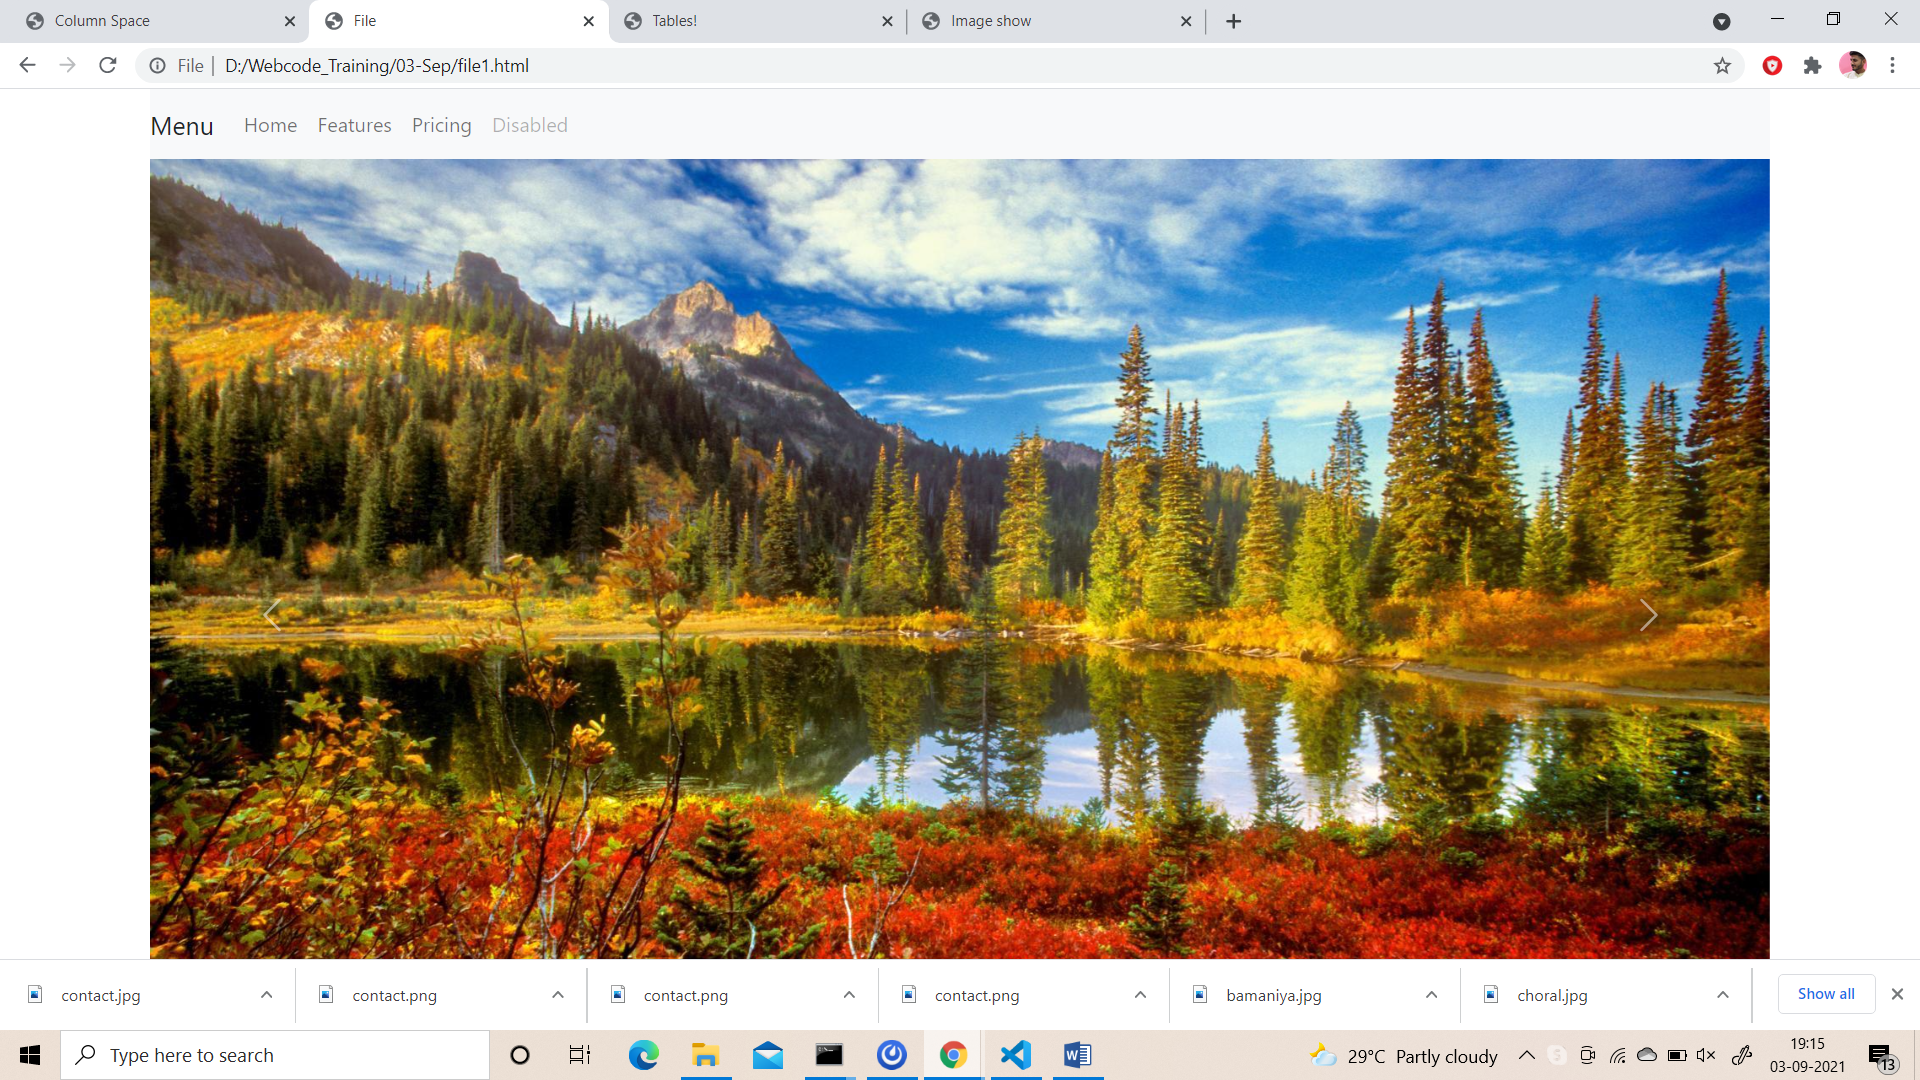 Column Space
File
Tables!
Image show
File
D:/Webcode_Training/03-Sep/file1.html
Menu
Home Features Pricing Disabled
contact.jpg
contact.png
contact.png
contact.png
bamaniya.jpg
choral.jpg
Show all
Type here to search
29°C Partly cloudy
19:15
03-09-2021
13